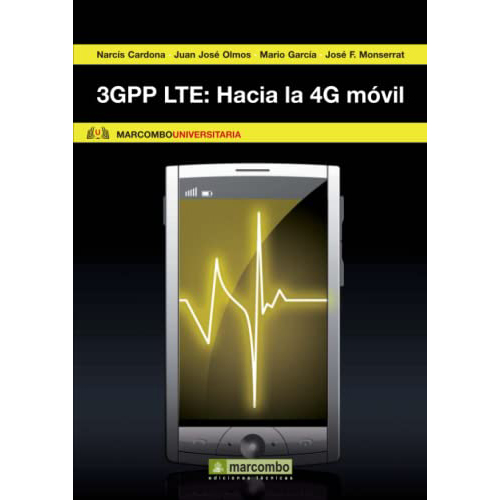 Narcís Cardona · Juan José Olmos · Mario García · José F. Monserrat
3GPP LTE: Hacia la 4G móvil
U MARCOMBOUNIVERSITARIA
marcombo
ediciones técnicas